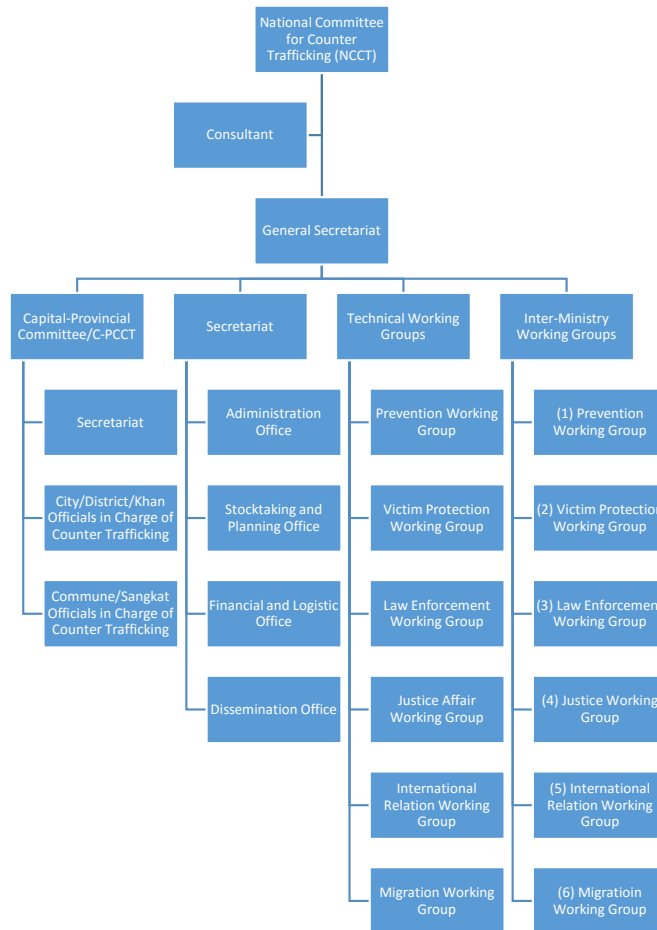 National Committee
for Counter
Trafficking (NCCT)
Consultant
General Secretariat
Capital-Provincial
Committee/C-PCCT
Secretariat
Technical Working
Groups
Inter-Ministry
Working Groups
Secretariat
Adiministration
Office
Prevention Working
Group
(1) Prevention
Working Group
City/District/Khan
Officials in Charge of
Counter Trafficking
Stocktaking and
Planning Office
Victim Protection
Working Group
(2) Victim Protection
Working Group
Commune/Sangkat
Officials in Charge of
Counter Trafficking
Financial and Logistic
Office
Law Enforcement
Working Group
(3) Law Enforcement
Working Group
Dissemination Office
Justice Affair
Working Group
(4) Justice Working
Group
International
Relation Working
Group
(5) International
Relation Working
Group
Migration Working
Group
(6) Migratioin
Working Group